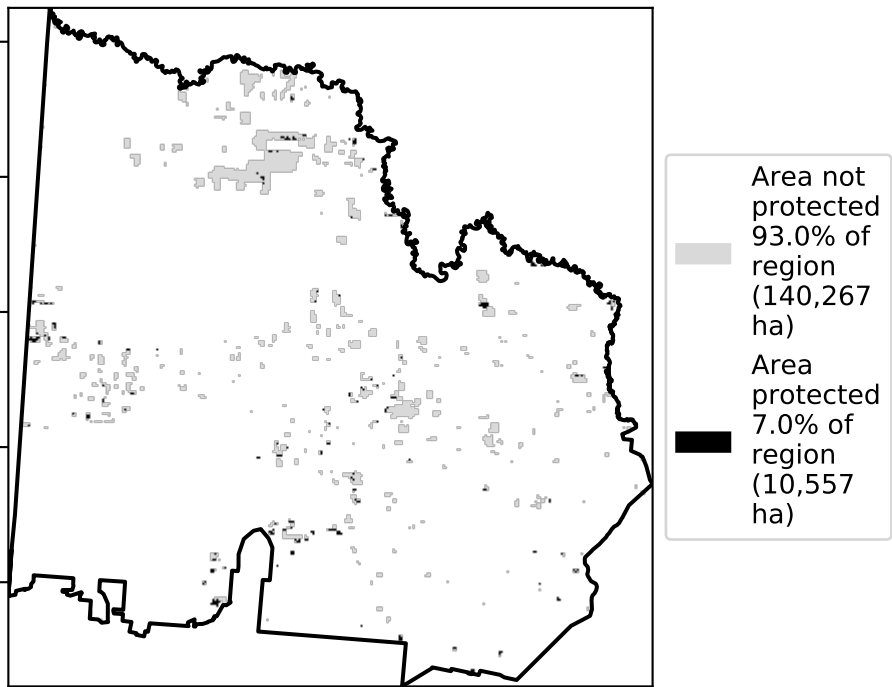 Area not
protected
93.0% of
region
(140,267
ha)
Area
protected
7.0% of
region
(10,557
ha)